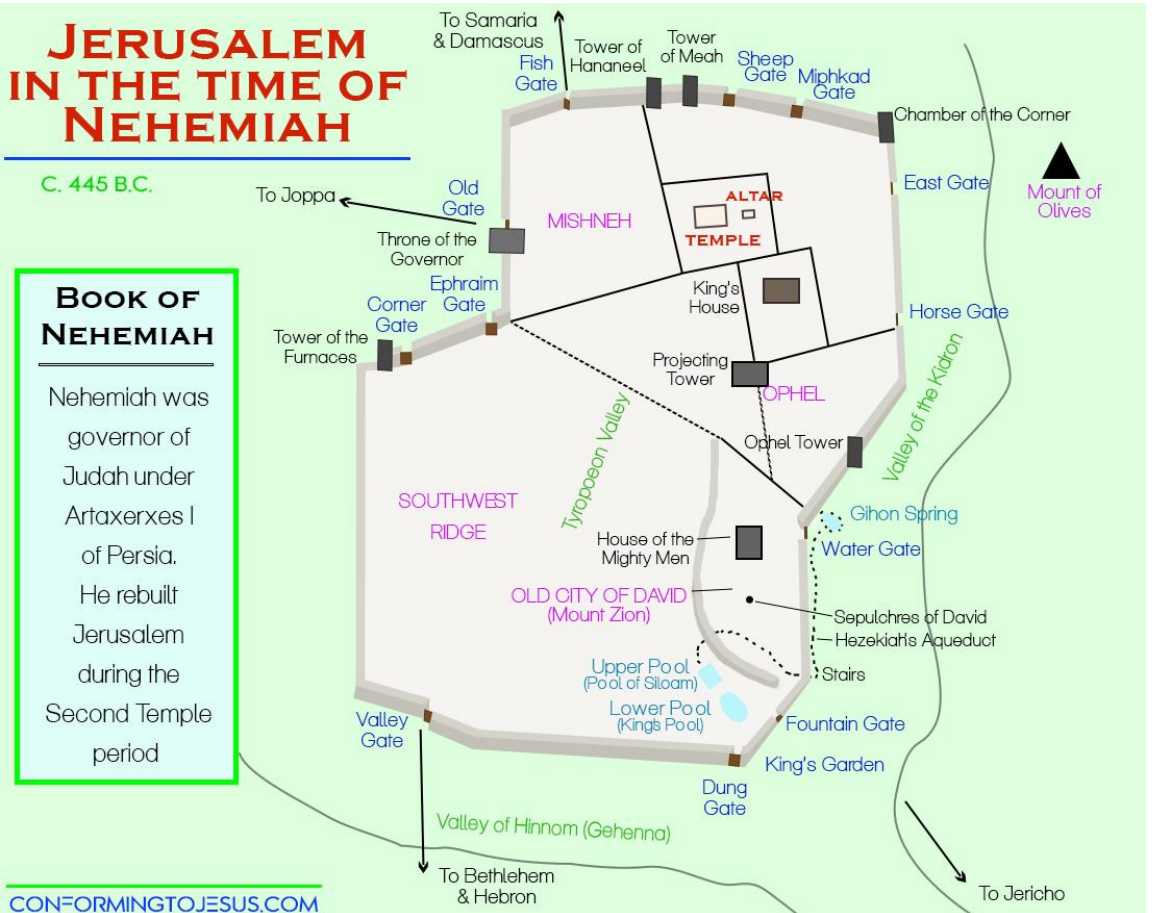 JERUSALEM
IN THE TIME OF
NEHEMIAH
C. 445 B.C.
BOOK OF
NEHEMIAH
Nehemiah was
governor of
Judah under
Artaxerxes I
of Persia.
He rebuilt
Jerusalem
during the
Second Temple
period
CONFORMINGTOJESUS.COM
To Samaria
& Damascous
Fish
Gate
Tower of
Hananeel
Tower
of Meah
Sheep
Gate
Miphkad
Gate
Chamber of the Corner
Mount of
Olives
East Gate
To Joppa
Old
Gate
Throne of the
Governor
MISHNEH
ALTAR
TEMPLE
King's
House
Ephraim
Gate
Corner
Gate
Tower of the
Furnaces
Horse Gate
Projecting
Tower
OPHEL
Valley of the Kidron
Tyropoeon Valley
Ophel Tower
SOUTHWEST
RIDGE
Gihon Spring
Water Gate
House of the
Mighty Men
OLD CITY OF DAVID
(Mount Zion)
Sepulchres of David
Hezekiah's Aqueduct
Stairs
Upper Pool
(Pool of Siloam)
Lower Pool
(King's Pool)
Fountain Gate
King's Garden
Valley
Gate
Dung
Gate
Valley of Hinnom (Gehenna)
To Bethlehem
& Hebron
To Jericho